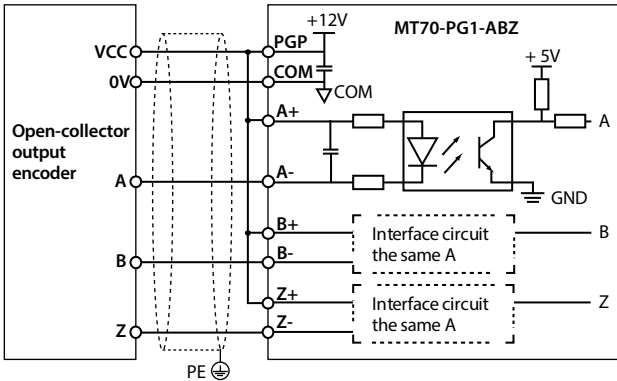 +12V
MT70-PG1-ABZ
VCC
PGP
+ 5V
0V
COM
COM
A+
A
Open-collector
output
encoder
A
A-
GND
B+
Interface circuit
the same A
B
B
B-
Z+
Interface circuit
the same A
Z
Z
Z-
PE